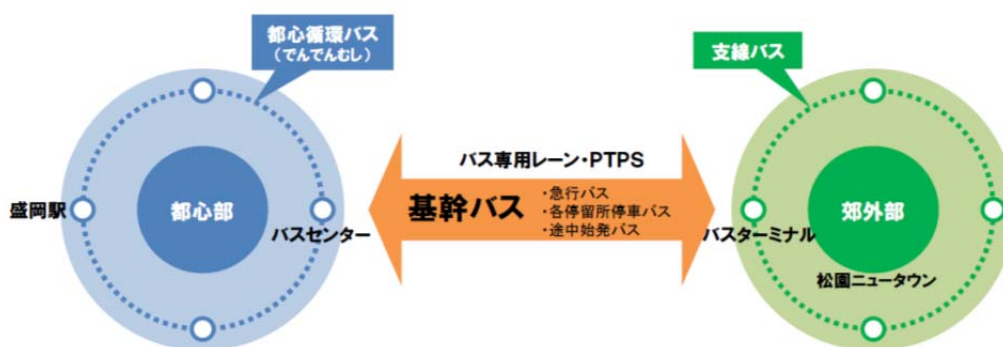 都心循環バス
（でんでんむし）
支線バス
バス専用レーン・PTPS
基幹バス
・急行バス
・各停留所停車バス
・途中始発バス
盛岡駅
都心部
バスセンター
郊外部
バスターミナル
松園ニュータウン